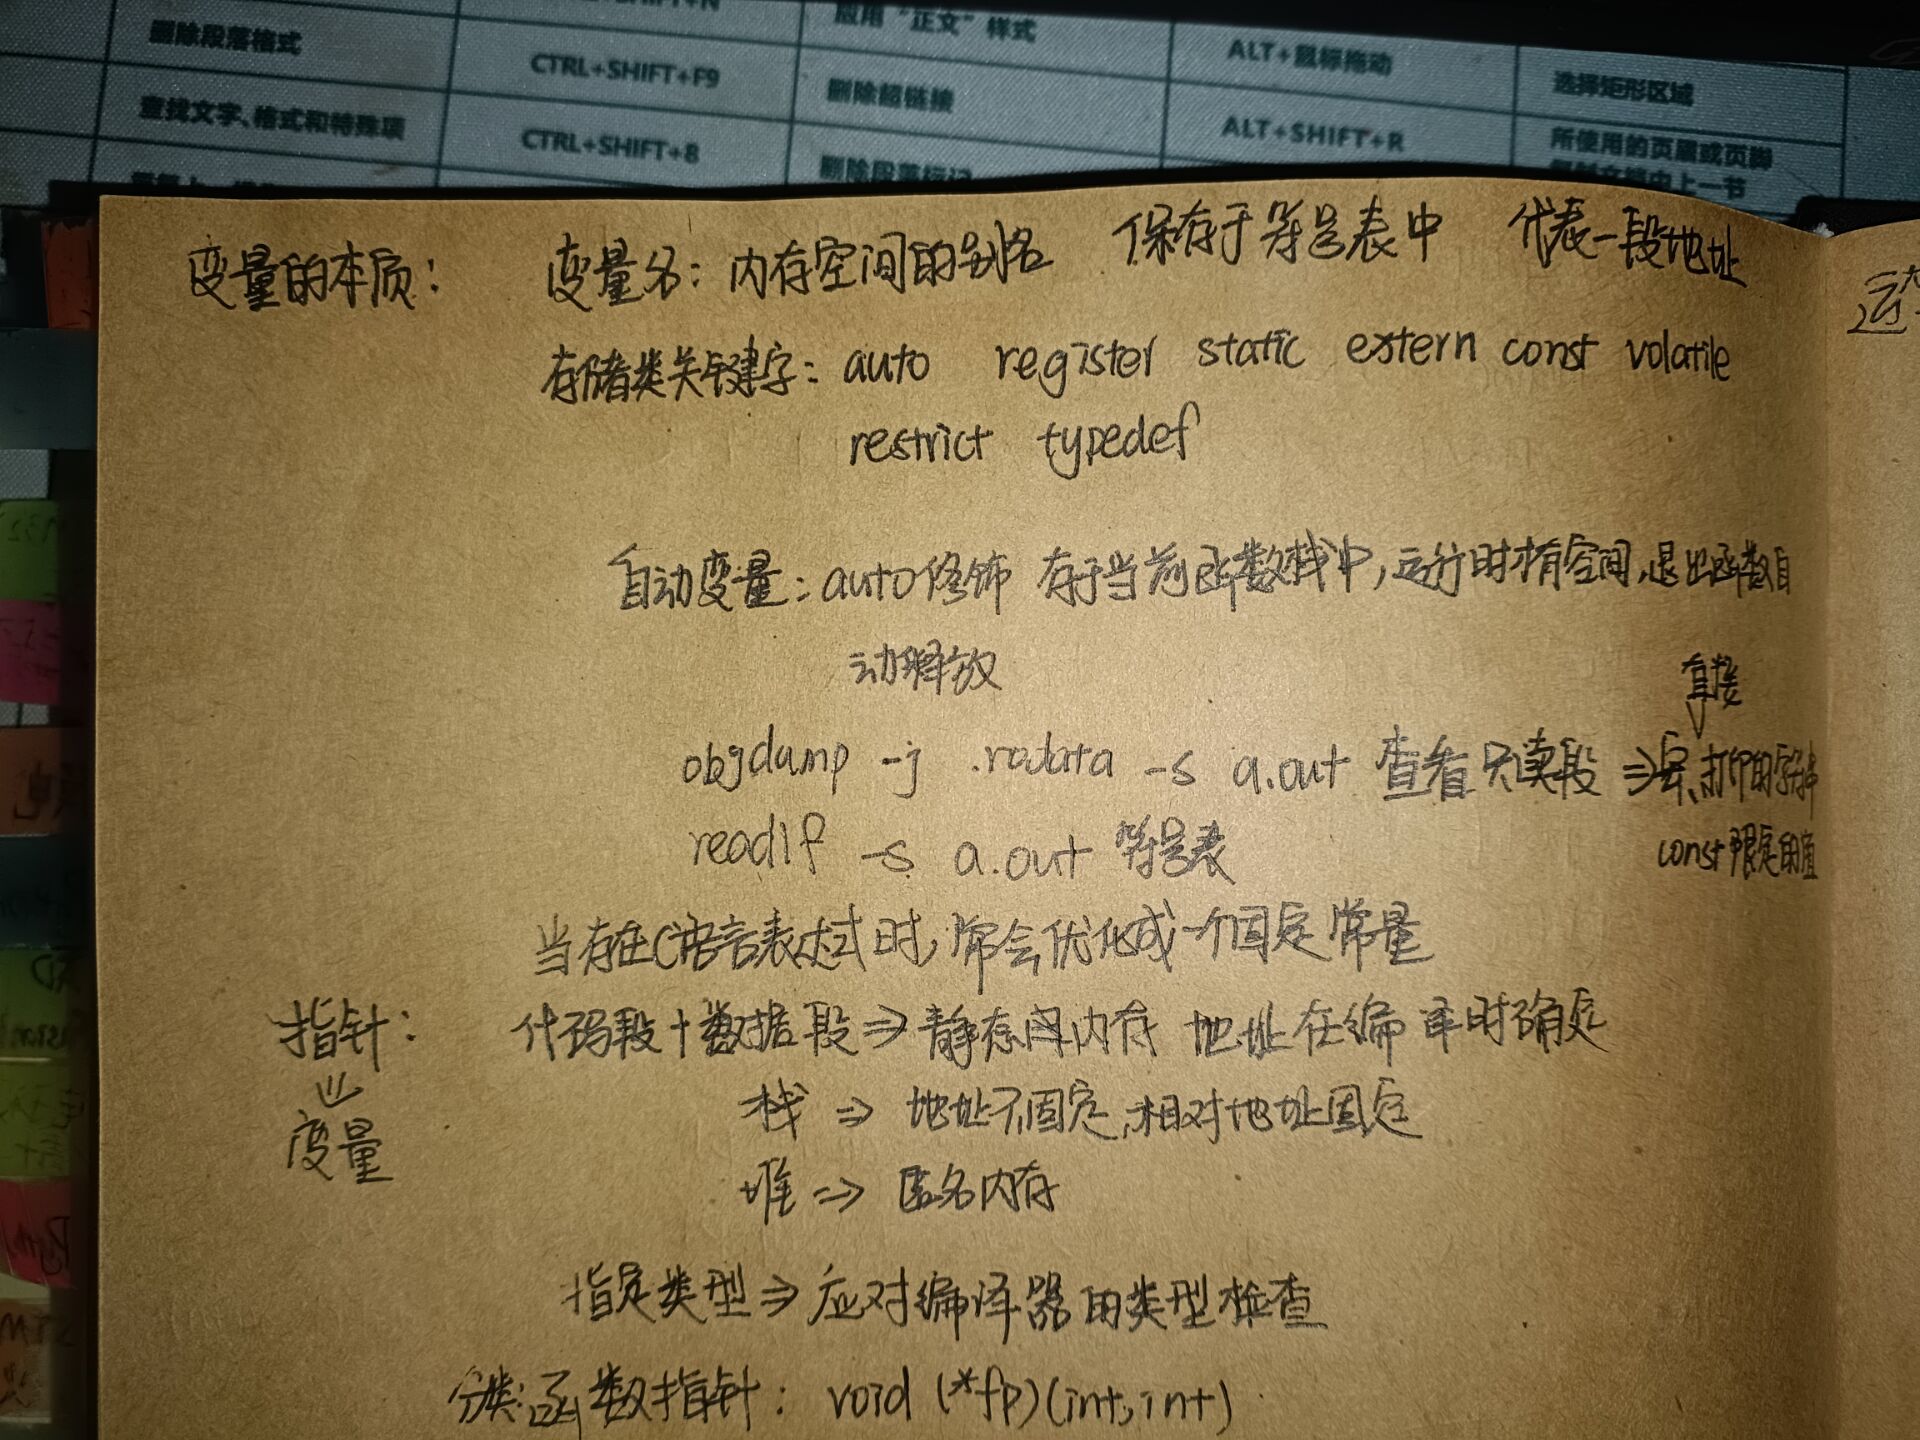 CTRL+SHIFT+N
应用“正文”样式
删除段落格式
CTRL+SHIFT+F9
删除超链接
ALT+鼠标拖动
选择矩形区域
查找文字、格式和特殊项
CTRL+SHIFT+8
删除段落标记
ALT+SHIFT+R
所使用的页眉或页脚
上一节
变量的本质: 变量名: 内存空间的别名 保存于符号表中 代表一段地址
存储类关键字: auto register static extern const volatile
restrict typedef
自动变量: auto修饰 存于当前函数栈中,运行时才有空间,退出函数自
动释放
直接
objdump -j .rodata -s a.out 查看只读段 ⇒ 打印的字符串
readlf -s a.out 符号表 const限定的值
当存在C语言表达式时,常会优化成一个固定常量
指针: 代码段+数据段⇒静态内存 地址在编译时确定
⇓
变量
栈 ⇒ 地址不固定,相对地址固定
堆 ⇒ 匿名内存
指定类型⇒应对编译器的类型检查
分类:函数指针: void (*fp)(int,int)